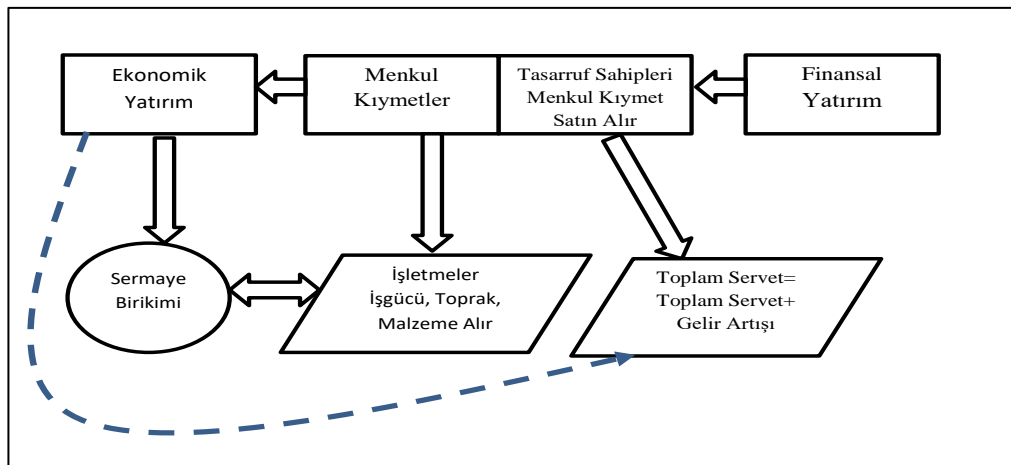 Ekonomik
Yatırım
Menkul
Kıymetler
Tasarruf Sahipleri
Menkul Kıymet
Satın Alır
Finansal
Yatırım
Sermaye
Birikimi
İşletmeler
İşgücü, Toprak,
Malzeme Alır
Toplam Servet=
Toplam Servet+
Gelir Artışı